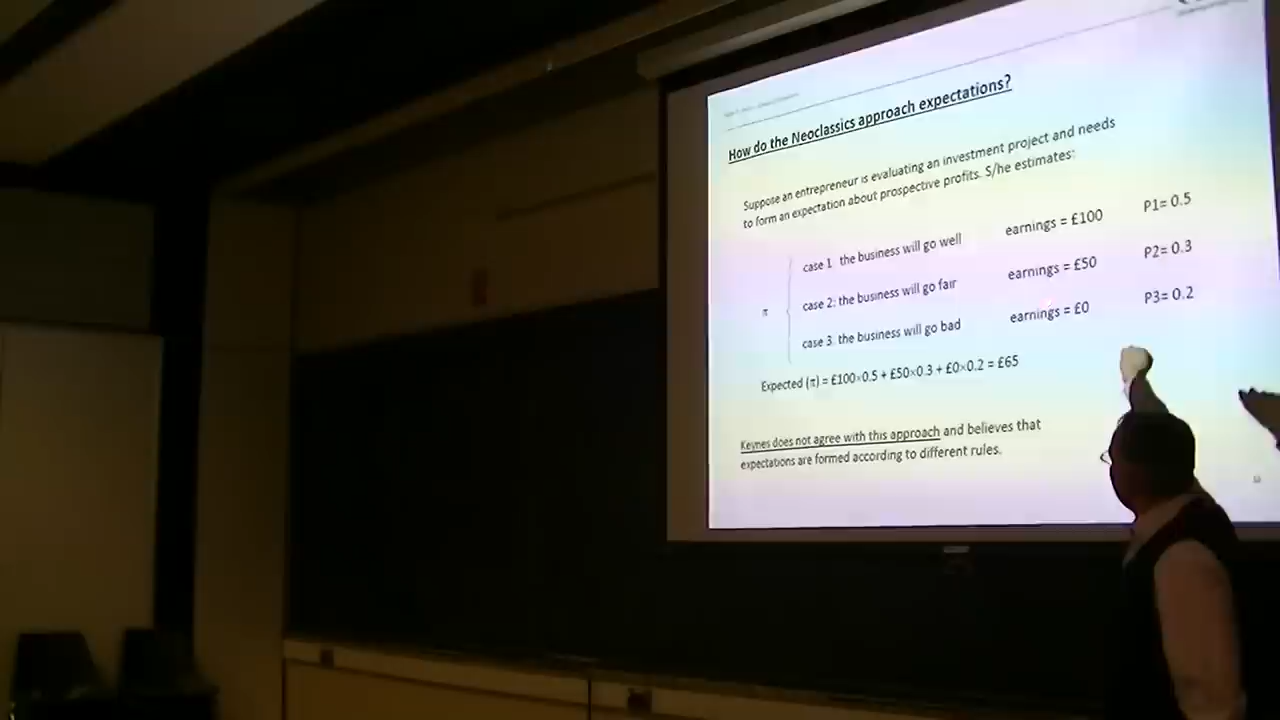 How do the Neoclassics approach expectations?
Suppose an entrepreneur is evaluating an investment project and needs
to form an expectation about prospective profits. S/he estimates:
case 1 the business will go well earnings = £100 P1= 0.5
case 2: the business will go fair earnings = £50 P2= 0.3
π
case 3. the business will go bad earnings = £0 P3= 0.2
Expected (π) = £100×0.5 + £50×0.3 + £0×0.2 = £65
Keynes does not agree with this approach and believes that
expectations are formed according to different rules.